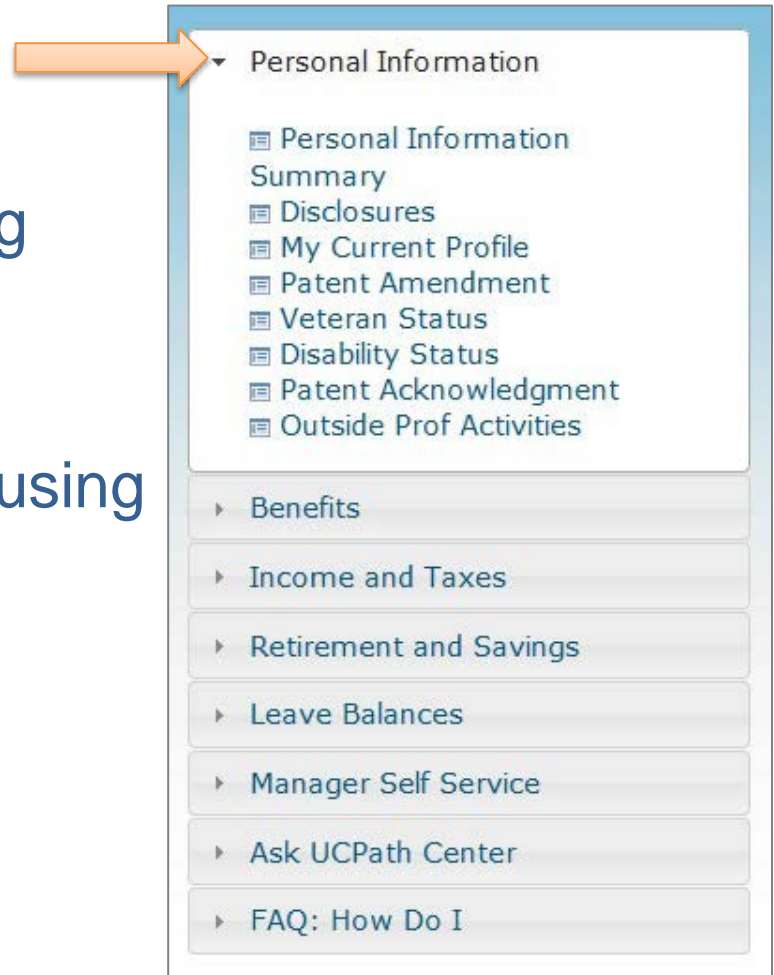 Personal Information
Personal Information
Summary
Disclosures
My Current Profile
Patent Amendment
Veteran Status
Disability Status
Patent Acknowledgment
Outside Prof Activities
using
Benefits
Income and Taxes
Retirement and Savings
Leave Balances
Manager Self Service
Ask UCPath Center
FAQ: How Do I